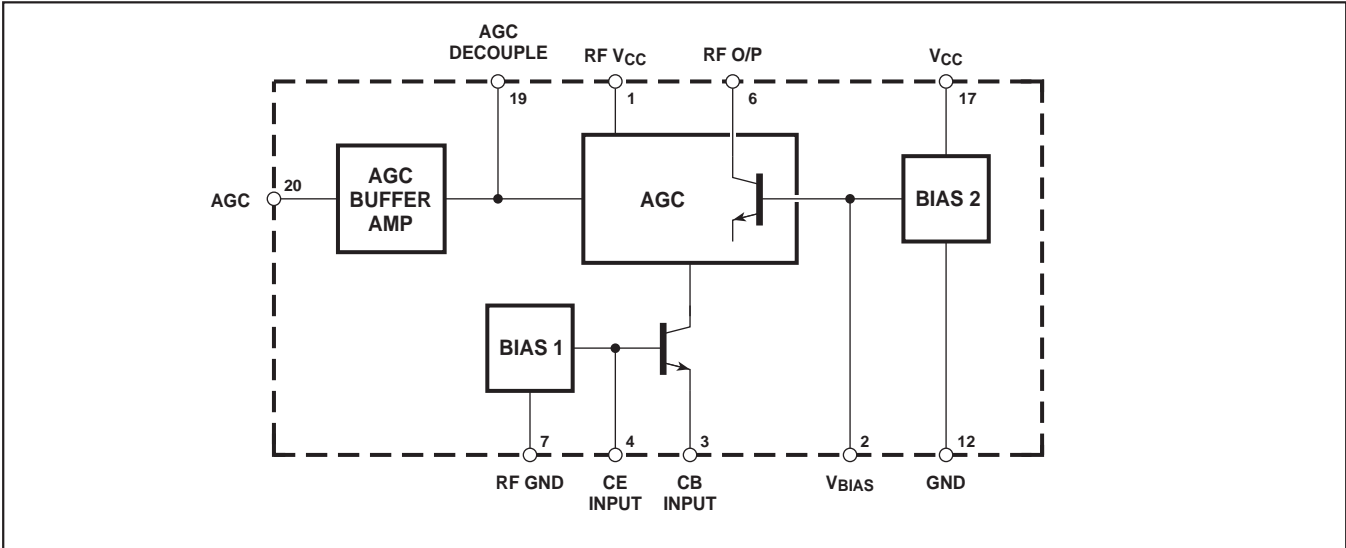 AGC
DECOUPLE
RF VCC
RF O/P
VCC
19
1
6
17
AGC
20
AGC
BUFFER
AMP
AGC
BIAS 2
BIAS 1
7
4
3
2
12
RF GND
CE
INPUT
CB
INPUT
VBIAS
GND